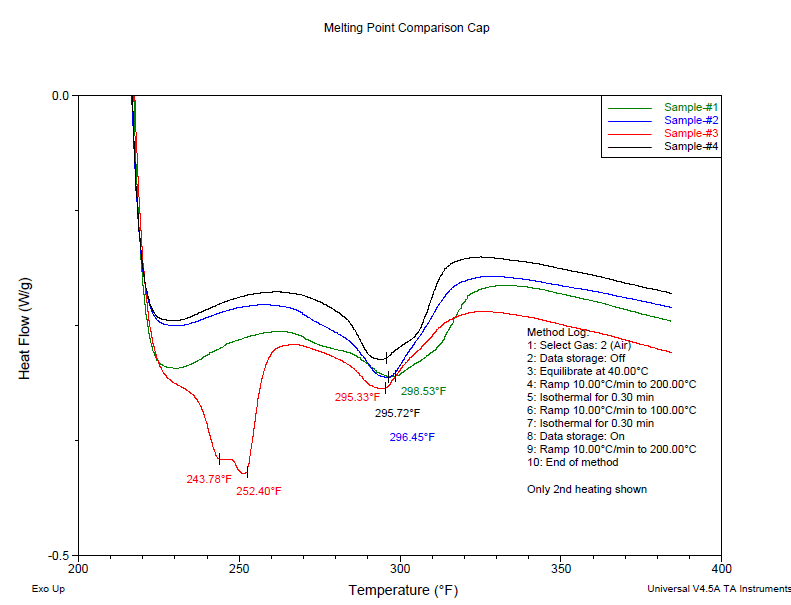 Melting Point Comparison Cap
0.0
Sample-#1
Sample-#2
Sample-#3
Sample-#4
Heat Flow (W/g)
Method Log:
1: Select Gas: 2 (Air)
2: Data storage: Off
3: Equilibrate at 40.00°C
4: Ramp 10.00°C/min to 200.00°C
5: Isothermal for 0.30 min
6: Ramp 10.00°C/min to 100.00°C
7: Isothermal for 0.30 min
8: Data storage: On
9: Ramp 10.00°C/min to 200.00°C
10: End of method
Only 2nd heating shown
295.33°F
298.53°F
295.72°F
296.45°F
243.78°F
252.40°F
-0.5
200
250
300
350
400
Exo Up
Temperature (°F)
Universal V4.5A TA Instruments